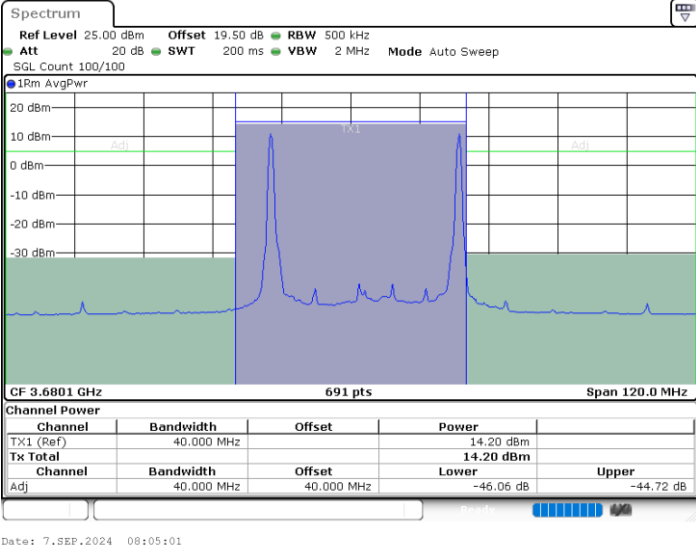 Spectrum
Ref Level 25.00 dBm Offset 19.50 dB RBW 500 kHz
Att 20 dB SWT 200 ms VBW 2 MHz Mode Auto Sweep
SGL Count 100/100
1Rm AvgPwr
20 dBm
TX1
10 dBm
Adj Adj
0 dBm
-10 dBm
-20 dBm
-30 dBm
CF 3.6801 GHz 691 pts Span 120.0 MHz
Channel Power
Channel Bandwidth Offset Power
TX1 (Ref) 40.000 MHz 14.20 dBm
Tx Total 14.20 dBm
Channel Bandwidth Offset Lower Upper
Adj 40.000 MHz 40.000 MHz -46.06 dB -44.72 dB
Ready
Date: 7.SEP.2024 08:05:01